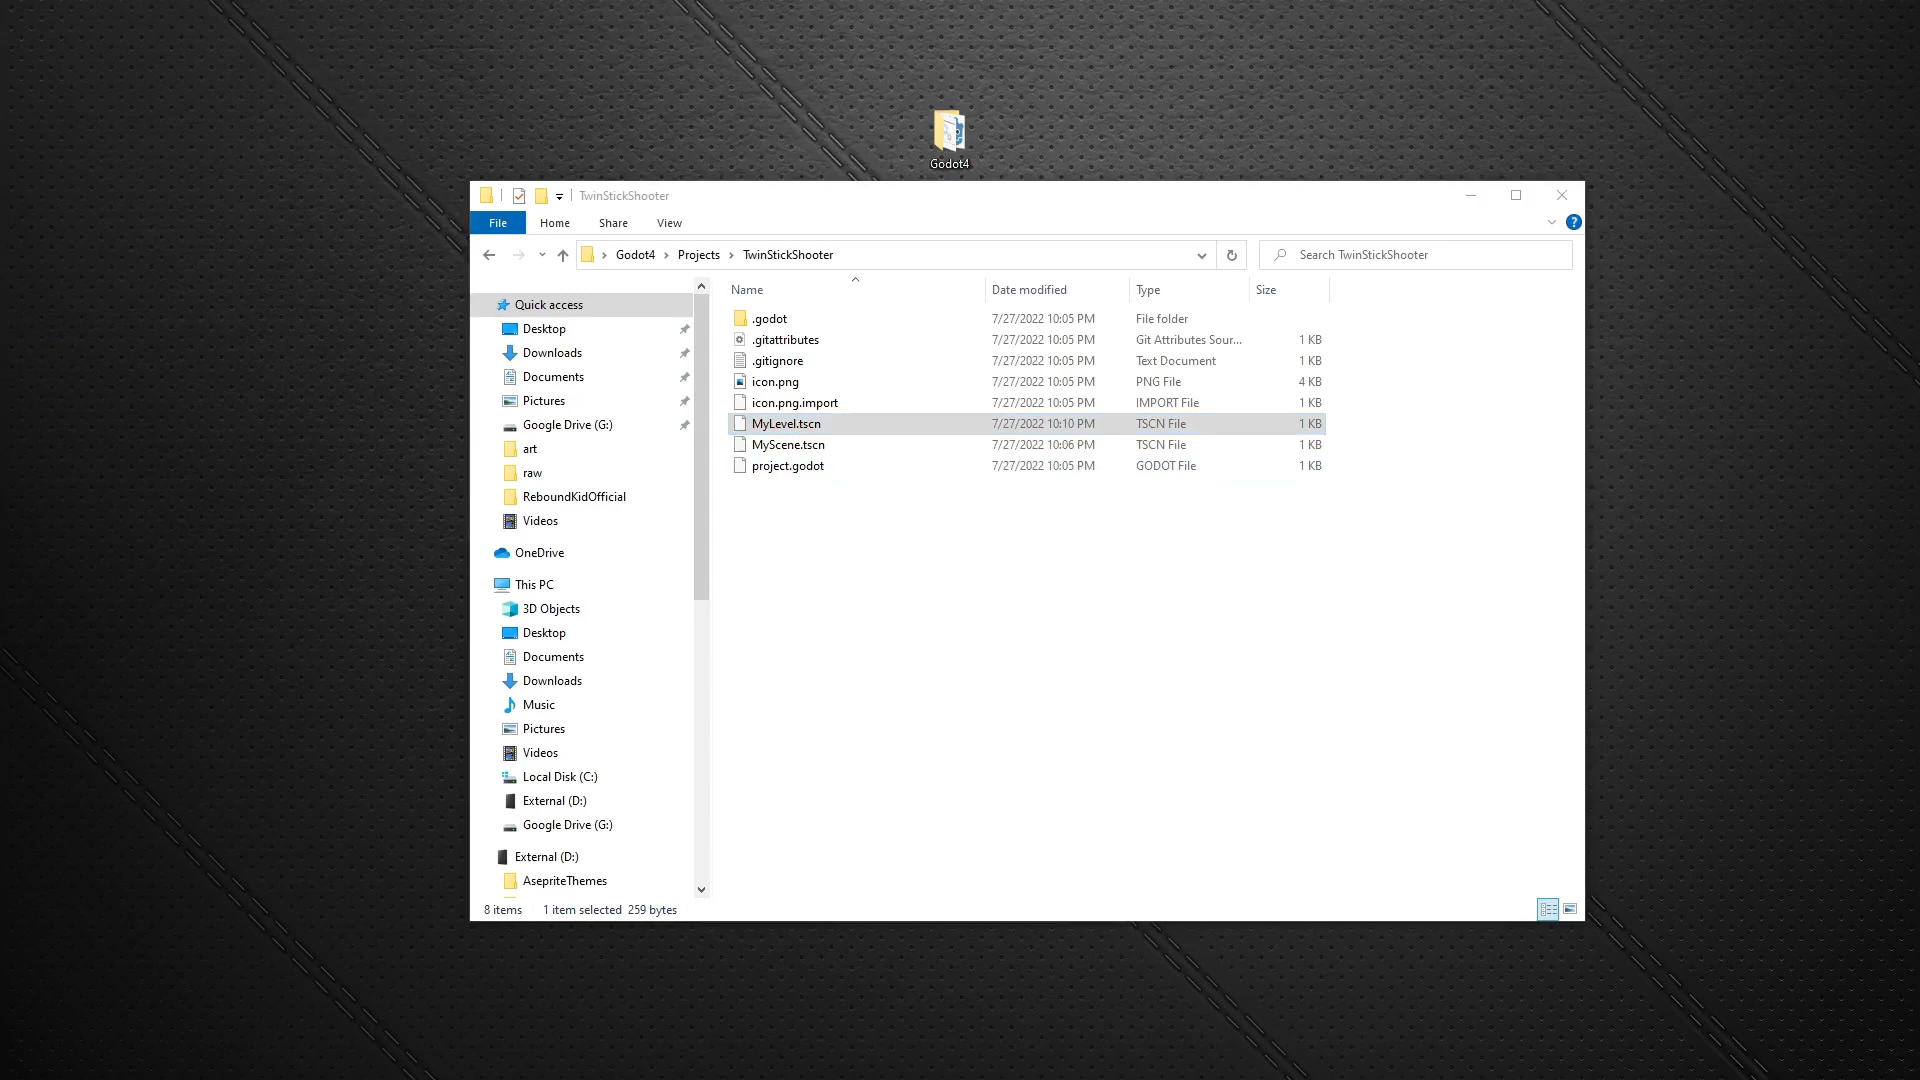 Godot4
TwinStickShooter
File Home Share View
Godot4 Projects TwinStickShooter Search TwinStickShooter
Name Date modified Type Size
.godot 7/27/2022 10:05 PM File folder
.gitattributes 7/27/2022 10:05 PM Git Attributes Sour... 1 KB
.gitignore 7/27/2022 10:05 PM Text Document 1 KB
icon.png 7/27/2022 10:05 PM PNG File 4 KB
icon.png.import 7/27/2022 10:05 PM IMPORT File 1 KB
MyLevel.tscn 7/27/2022 10:10 PM TSCN File 1 KB
MyScene.tscn 7/27/2022 10:06 PM TSCN File 1 KB
project.godot 7/27/2022 10:05 PM GODOT File 1 KB
Quick access
Desktop
Downloads
Documents
Pictures
Google Drive (G:)
art
raw
ReboundKidOfficial
Videos
OneDrive
This PC
3D Objects
Desktop
Documents
Downloads
Music
Pictures
Videos
Local Disk (C:)
External (D:)
Google Drive (G:)
External (D:)
AsepriteThemes
8 items 1 item selected 259 bytes